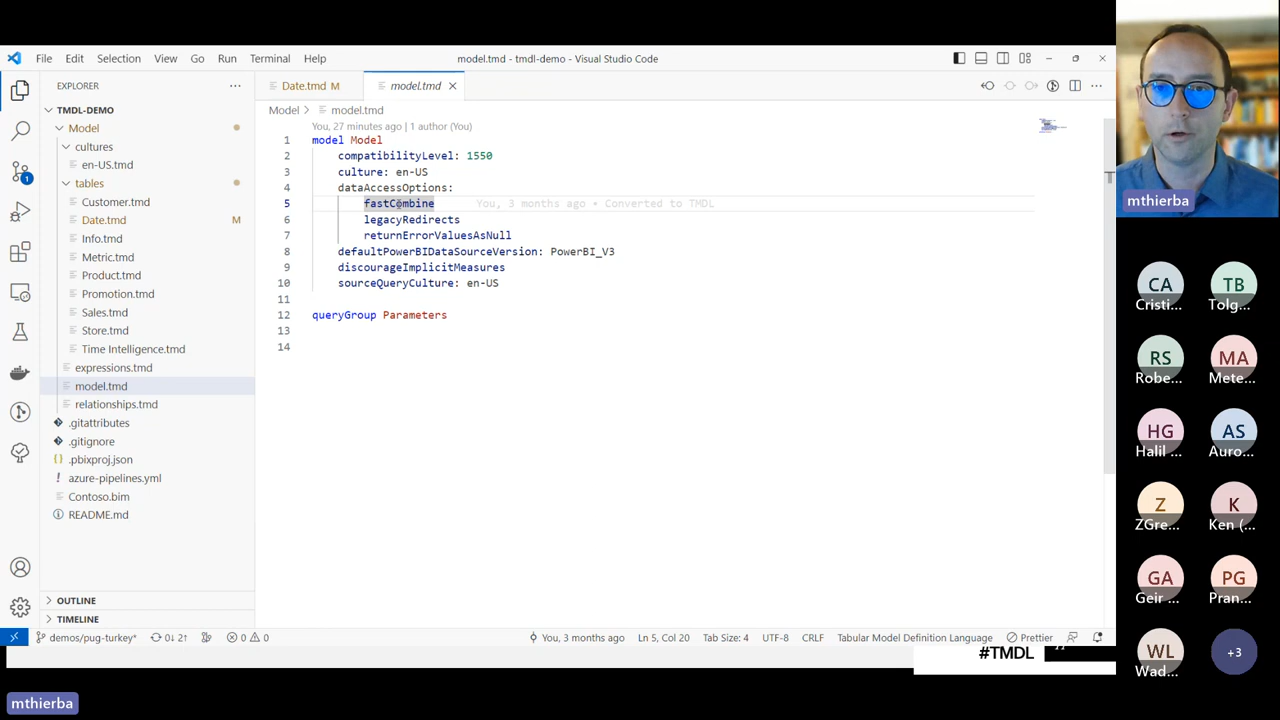 File Edit Selection View Go Run Terminal Help
model.tmd - tmdl-demo - Visual Studio Code
EXPLORER
Date.tmd M
model.tmd
TMDL-DEMO
Model > model.tmd
Model
cultures
en-US.tmd
tables
Customer.tmd
Date.tmd M
Info.tmd
Metric.tmd
Product.tmd
Promotion.tmd
Sales.tmd
Store.tmd
Time Intelligence.tmd
expressions.tmd
model.tmd
relationships.tmd
.gitattributes
.gitignore
.pbixproj.json
azure-pipelines.yml
Contoso.bim
README.md
OUTLINE
TIMELINE
1
You, 27 minutes ago | 1 author (You)
1 model Model
2 compatibilityLevel: 1550
3 culture: en-US
4 dataAccessOptions:
5 fastCombine You, 3 months ago • Converted to TMDL
6 legacyRedirects
7 returnErrorValuesAsNull
8 defaultPowerBIDataSourceVersion: PowerBI_V3
9 discourageImplicitMeasures
10 sourceQueryCulture: en-US
11
12 queryGroup Parameters
13
14
demos/pug-turkey* 0↓ 2↑ 0 0
You, 3 months ago Ln 5, Col 20 Tab Size: 4 UTF-8 CRLF Tabular Model Definition Language Prettier
#TMDL
mthierba
mthierba
CA
Cristi...
TB
Tolg...
RS
Robe...
MA
Mete...
HG
Halil ...
AS
Auro...
Z
ZGre...
K
Ken (...
GA
Geir ...
PG
Pran...
WL
Wad...
+3